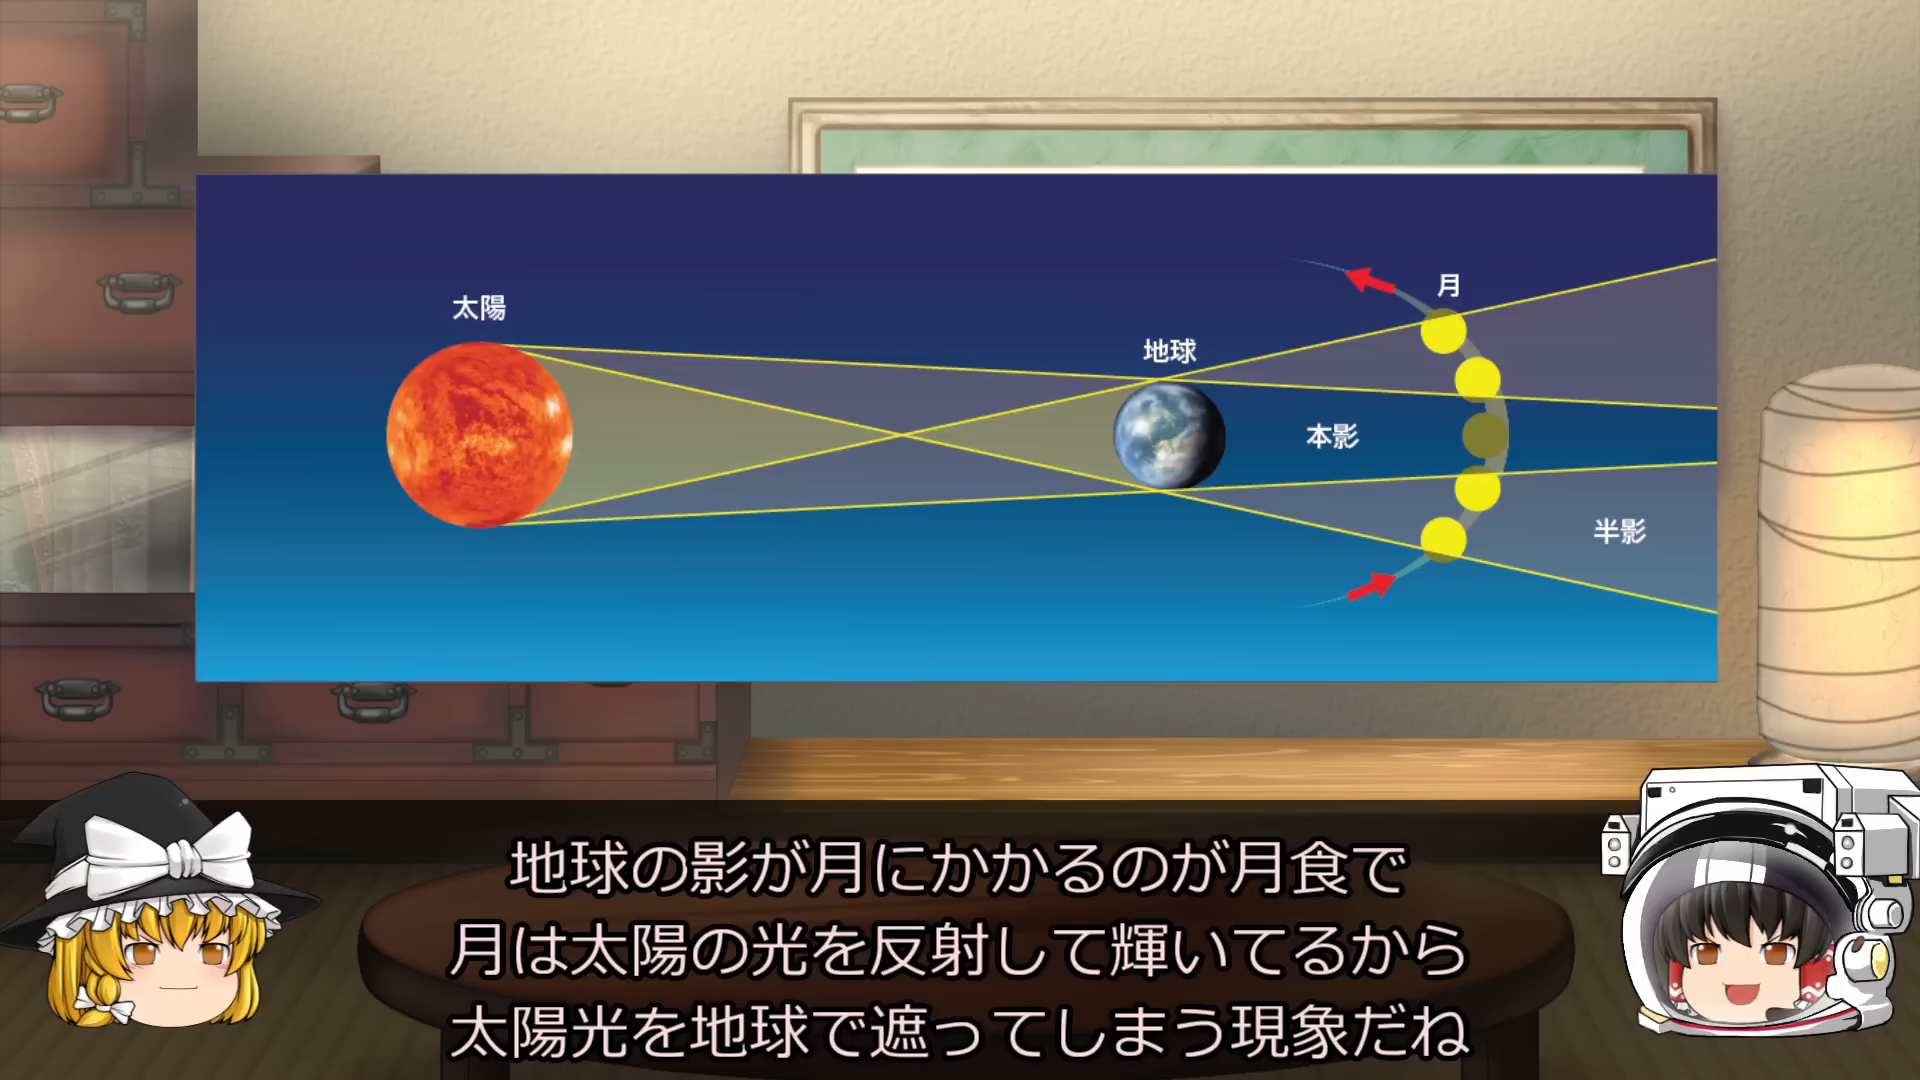 太陽
月
地球
本影
半影
地球の影が月にかかるのが月食で
月は太陽の光を反射して輝いてるから
太陽光を地球で遮ってしまう現象だね